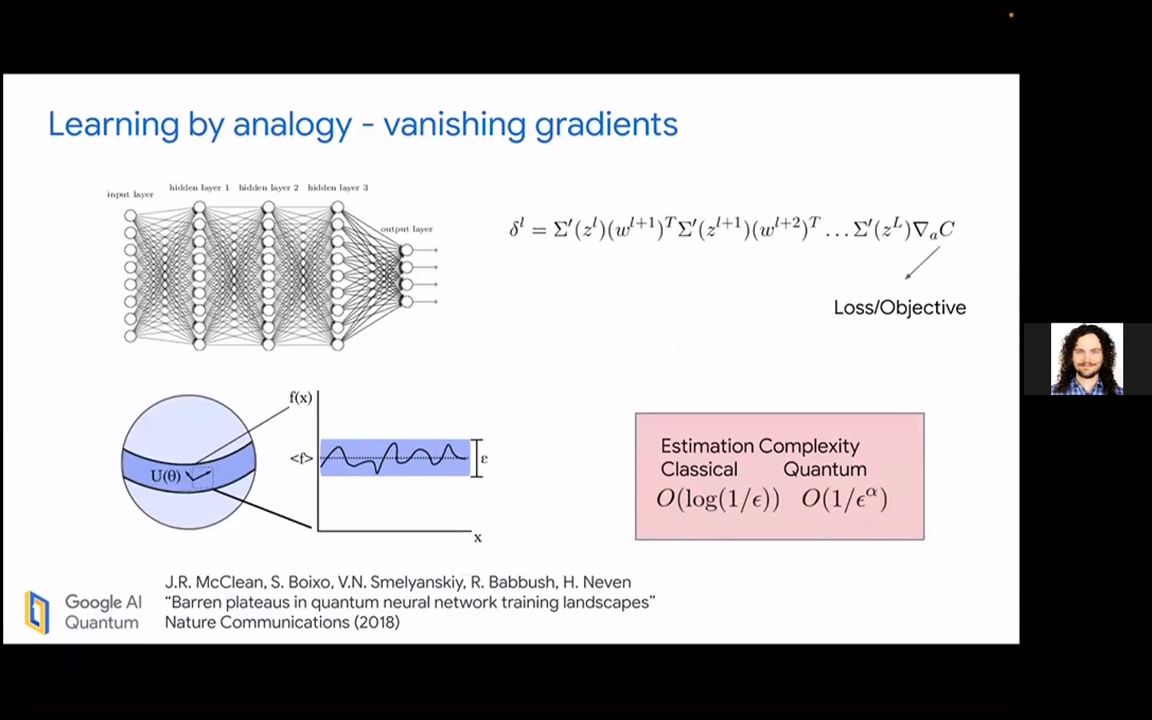 Learning by analogy - vanishing gradients
input layer
hidden layer 1 hidden layer 2 hidden layer 3
output layer
δ^l = Σ′(z^l)(w^{l+1})^T Σ′(z^{l+1})(w^{l+2})^T … Σ′(z^L)∇_a C
Loss/Objective
f(x)
<f>
ε
U(θ)
x
Estimation Complexity
Classical Quantum
O(log(1/ϵ)) O(1/ϵ^α)
J.R. McClean, S. Boixo, V.N. Smelyanskiy, R. Babbush, H. Neven
“Barren plateaus in quantum neural network training landscapes”
Nature Communications (2018)
Google AI
Quantum